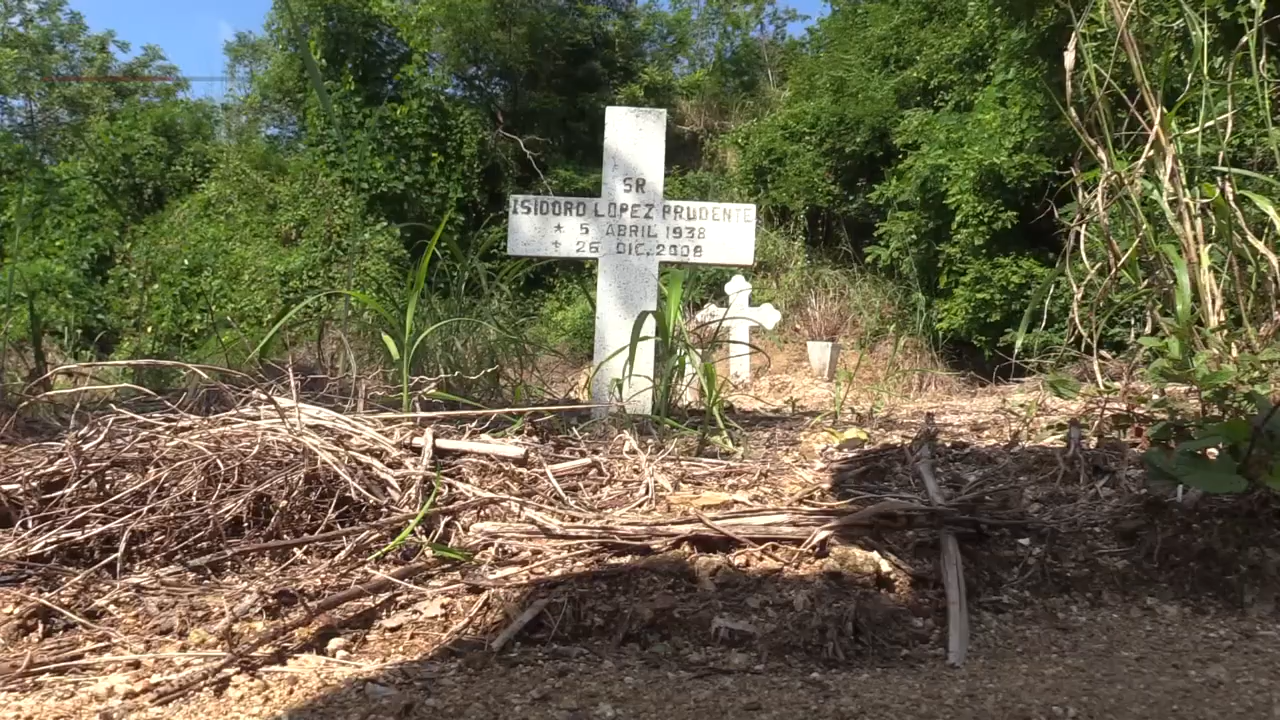 SR
ISIDORO LOPEZ PRUDENTE
* 5 ABRIL 1938
+ 26 DIC. 2008